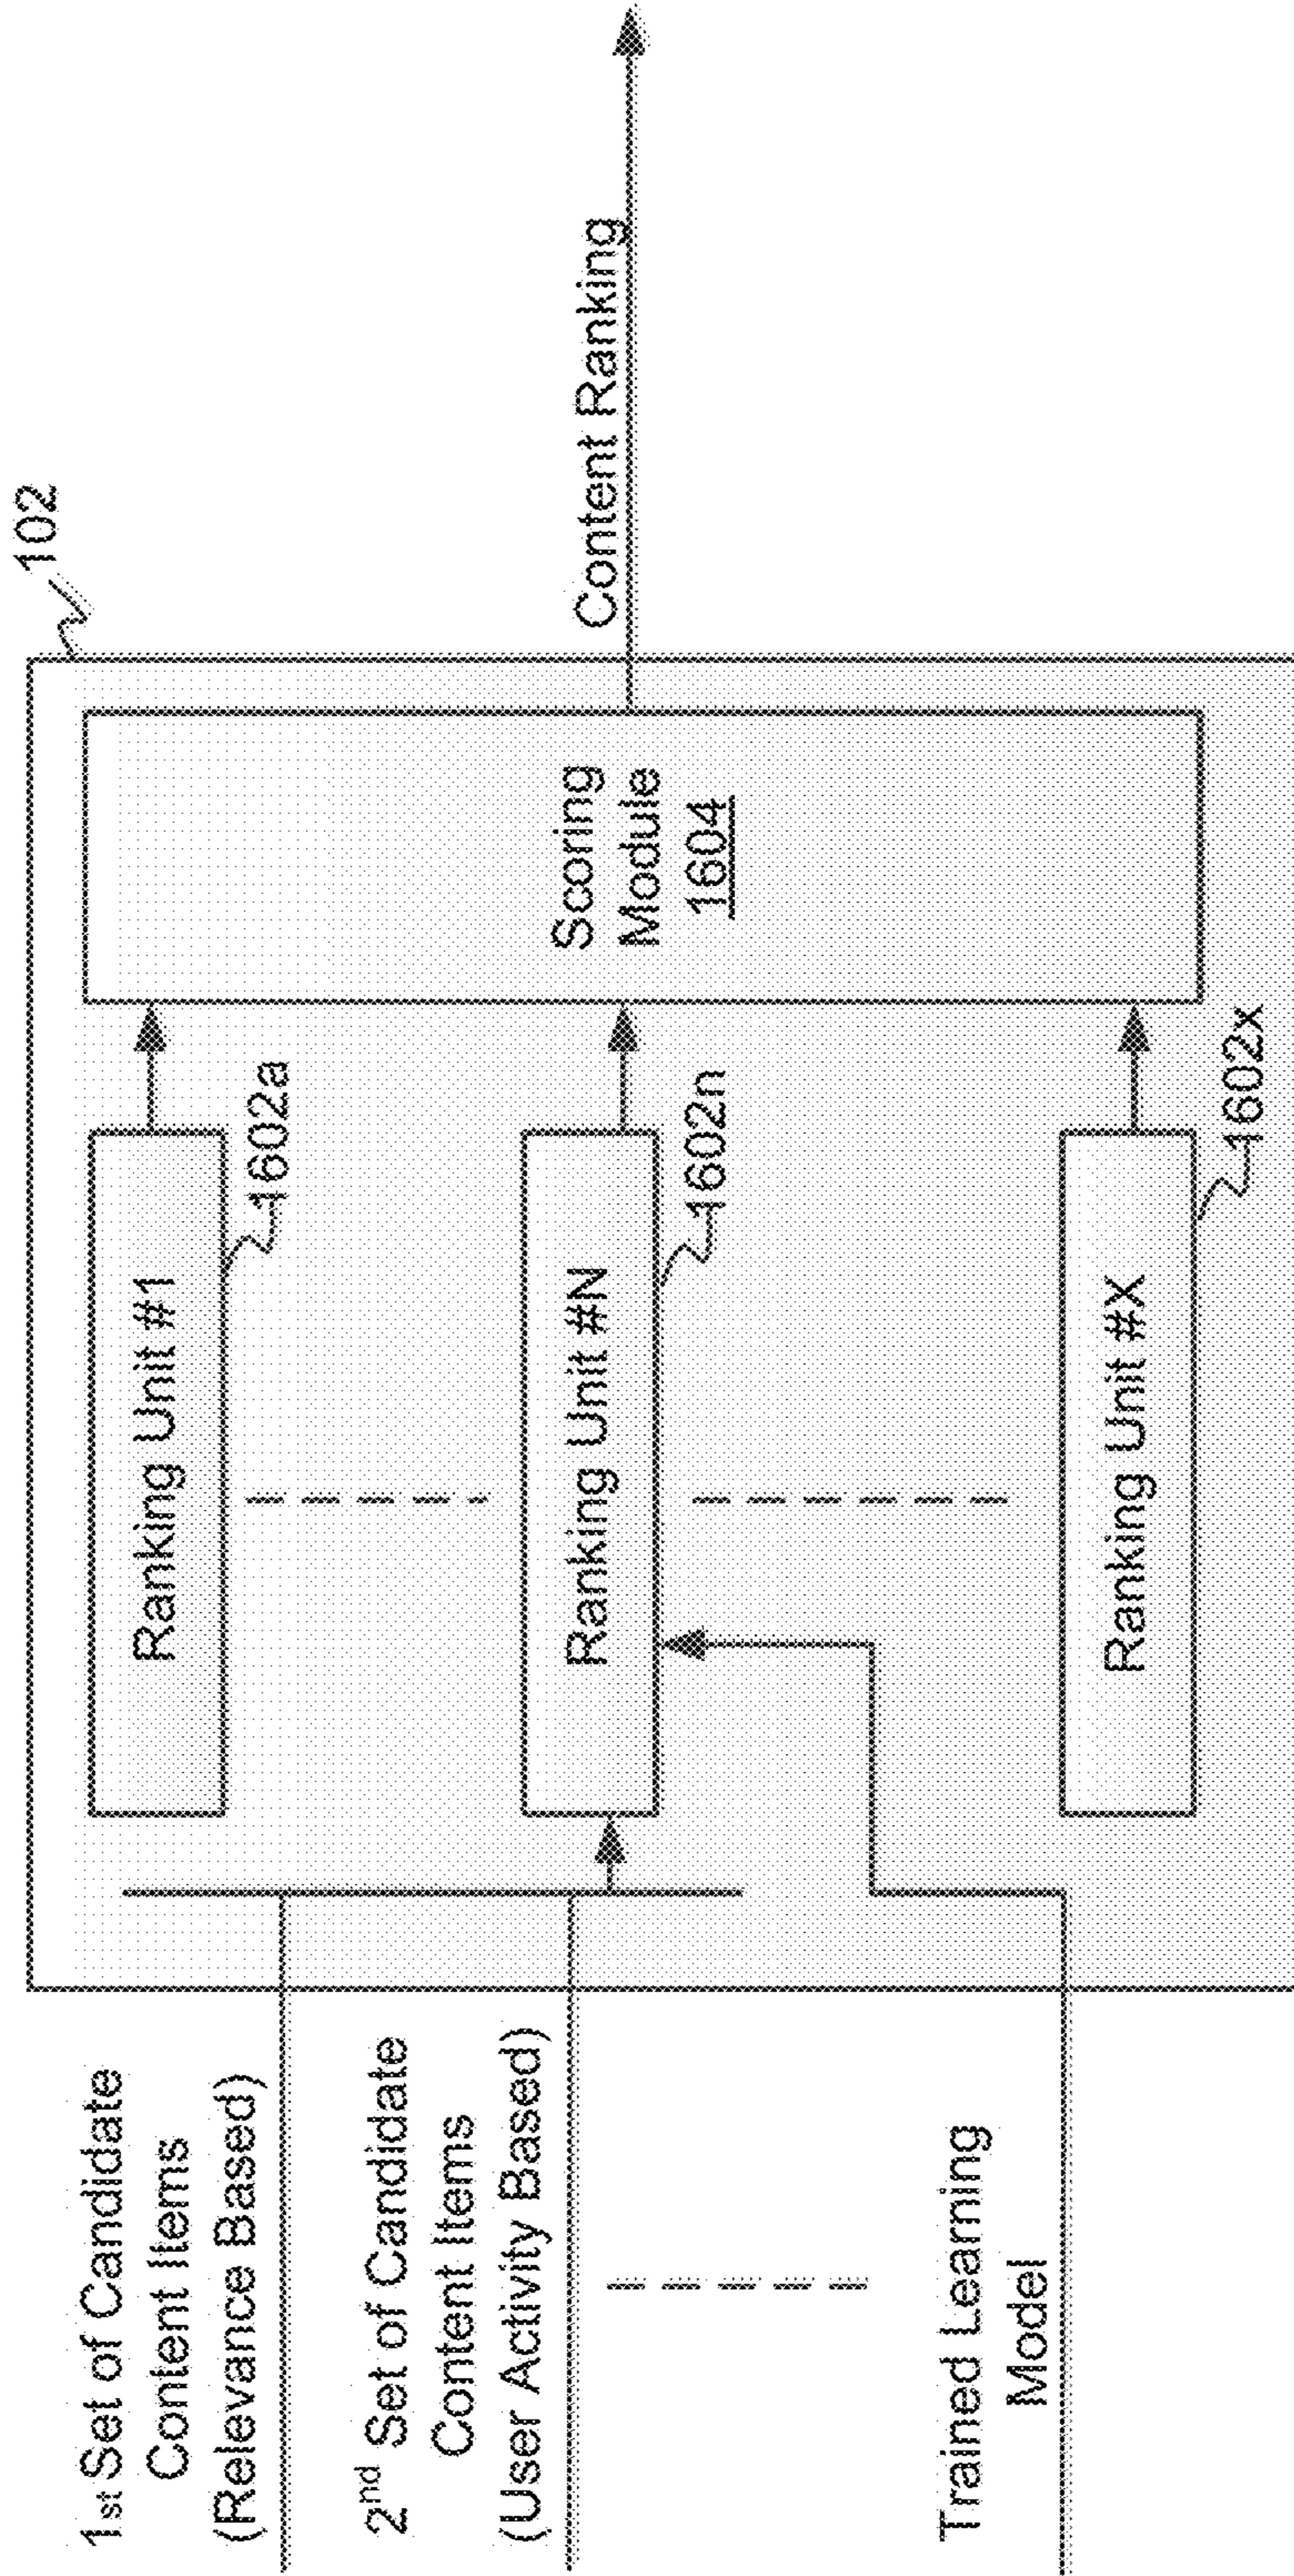 1st Set of Candidate
Content Items
(Relevance Based)
2nd Set of Candidate
Content Items
(User Activity Based)
Trained Learning
Model
102
Ranking Unit #1
1602a
Ranking Unit #N
1602n
Ranking Unit #X
1602x
Scoring
Module
1604
Content Ranking